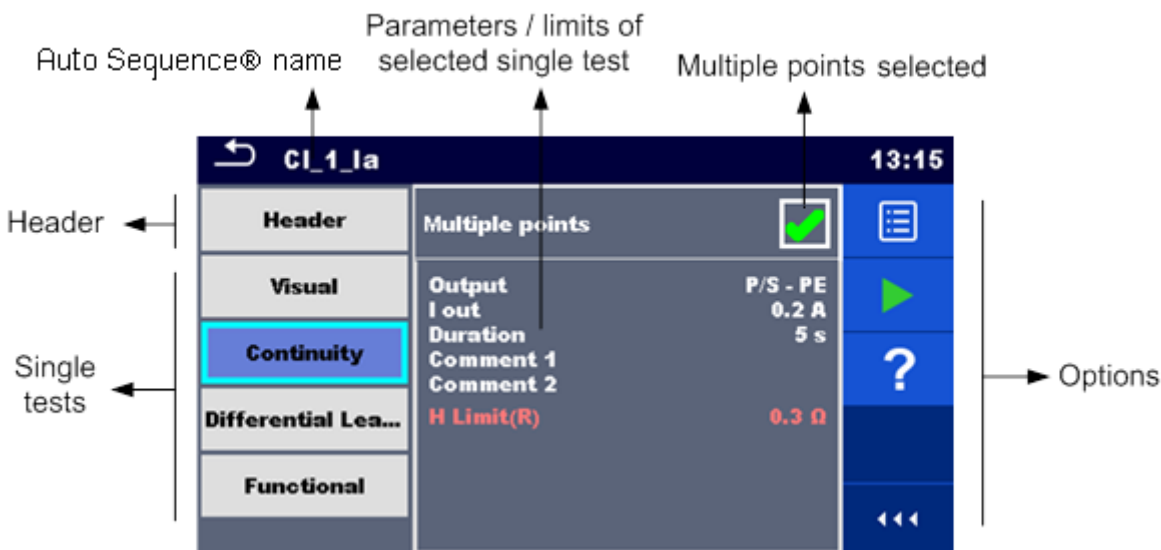 Parameters / limits of
selected single test
Auto Sequence® name
Multiple points selected
CI_1_Ia
13:15
Header
Header
Multiple points
Visual
Output P/S - PE
I out 0.2 A
Duration 5 s
Comment 1
Comment 2
H Limit(R) 0.3 Ω
Continuity
Differential Lea...
Functional
Single
tests
?
Options